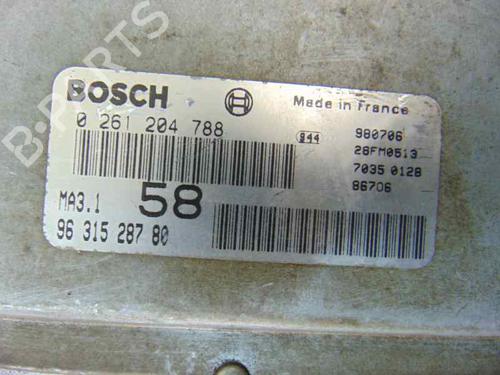 BOSCH
Made in France
0 261 204 788
944
980706
28FM0513
7035 0128
86706
MA3.1
58
96 315 287 80
B-PARTS